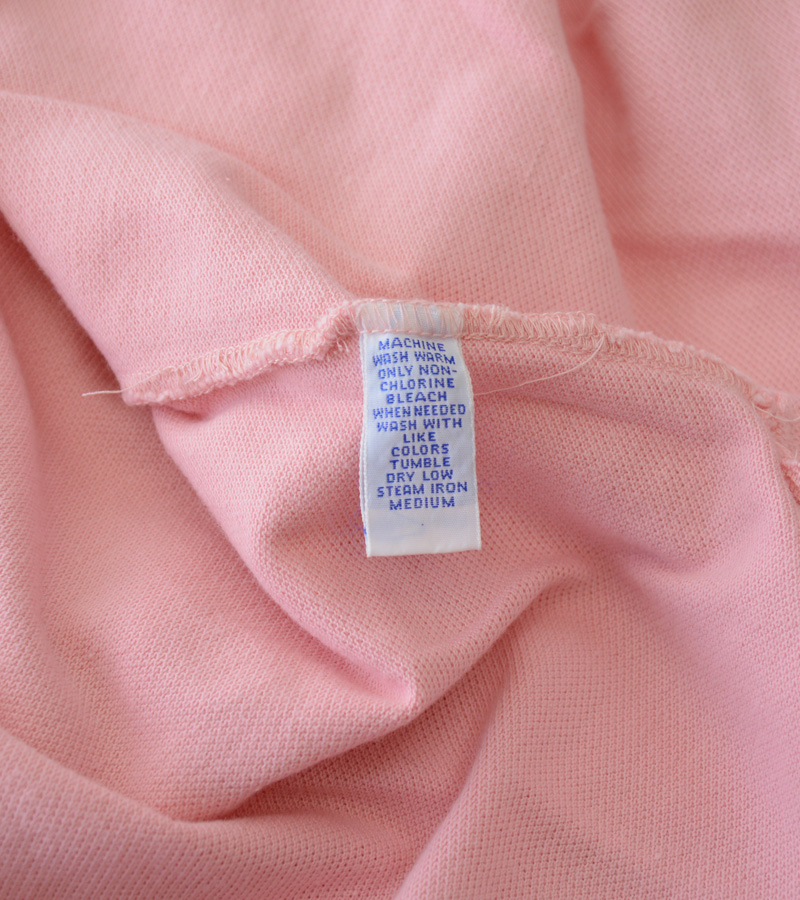 MACHINE
WASH WARM
ONLY NON-
CHLORINE
BLEACH
WHEN NEEDED
WASH WITH
LIKE
COLORS
TUMBLE
DRY LOW
STEAM IRON
MEDIUM